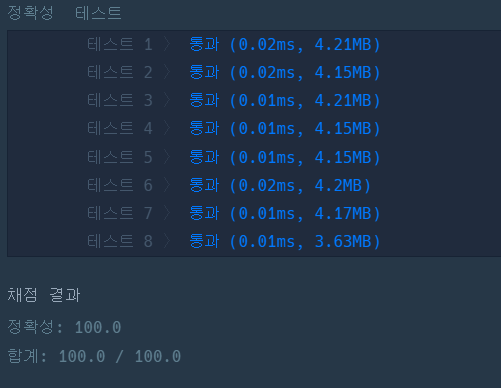 정확성 테스트
테스트 1 〉 통과 (0.02ms, 4.21MB)
테스트 2 〉 통과 (0.02ms, 4.15MB)
테스트 3 〉 통과 (0.01ms, 4.21MB)
테스트 4 〉 통과 (0.01ms, 4.15MB)
테스트 5 〉 통과 (0.01ms, 4.15MB)
테스트 6 〉 통과 (0.02ms, 4.2MB)
테스트 7 〉 통과 (0.01ms, 4.17MB)
테스트 8 〉 통과 (0.01ms, 3.63MB)
채점 결과
정확성: 100.0
합계: 100.0 / 100.0